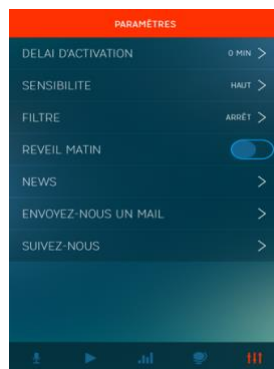 PARAMÈTRES
DELAI D'ACTIVATION 0 MIN
SENSIBILITE HAUT
FILTRE ARRÊT
REVEIL MATIN
NEWS
ENVOYEZ-NOUS UN MAIL
SUIVEZ-NOUS